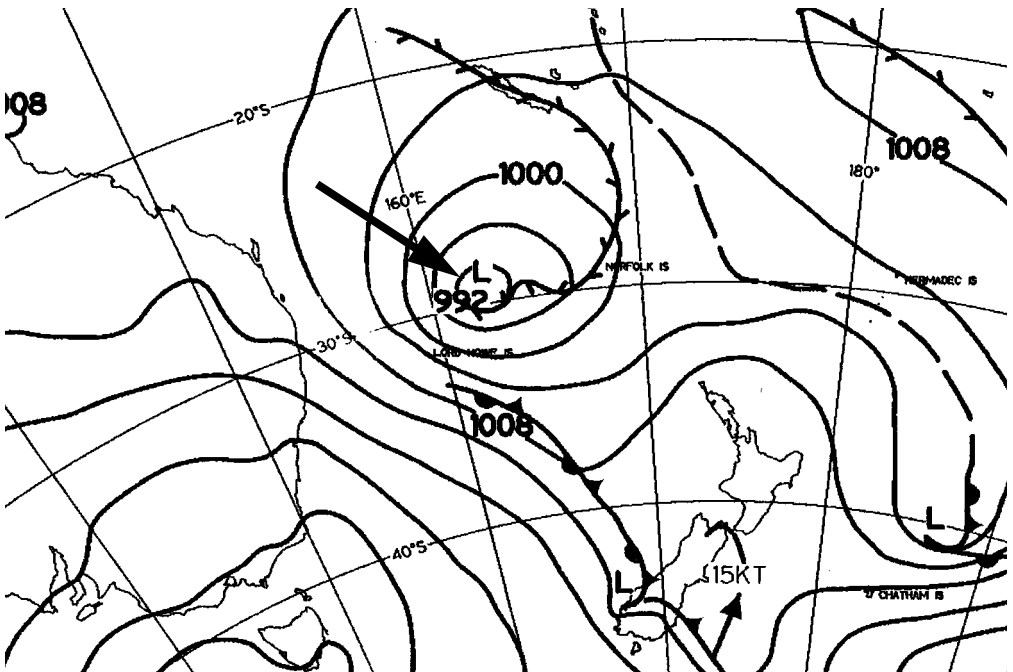 008
20°S
1000
1008
180°
160°E
L
992
NORFOLK IS
KERMADEC IS
30°S
LORD HOWE IS
1008
L
40°S
L
15KT
CHATHAM IS